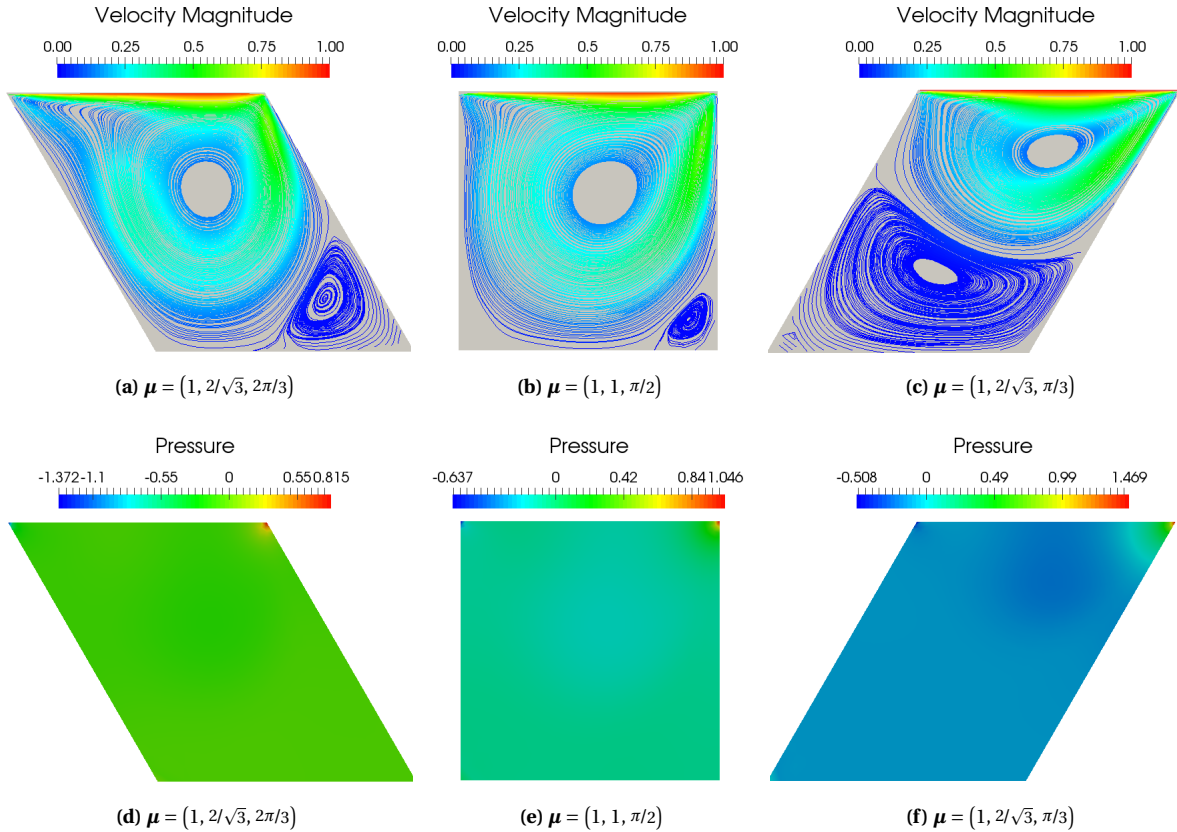 Velocity Magnitude Velocity Magnitude Velocity Magnitude
0.00 0.25 0.5 0.75 1.00 0.00 0.25 0.5 0.75 1.00 0.00 0.25 0.5 0.75 1.00
(a) μ = (1, 2/√3, 2π/3) (b) μ = (1, 1, π/2) (c) μ = (1, 2/√3, π/3)
Pressure Pressure Pressure
-1.372-1.1 -0.55 0 0.550.815 -0.637 0 0.42 0.841.046 -0.508 0 0.49 0.99 1.469
(d) μ = (1, 2/√3, 2π/3) (e) μ = (1, 1, π/2) (f) μ = (1, 2/√3, π/3)